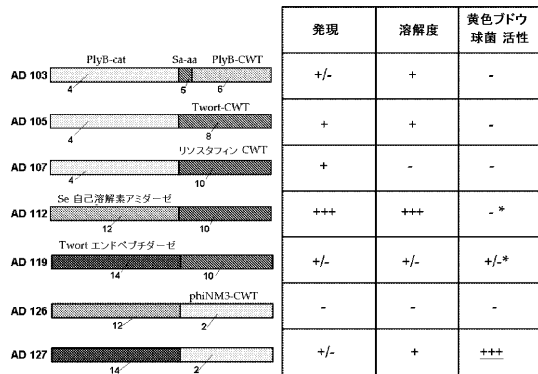 発現 溶解度 黄色ブドウ
球菌 活性
PlyB-cat Sa-aa PlyB-CWT
AD 103 +/- + -
4 5 6
Twort-CWT
AD 105 + + -
4 8
リソスタフィン CWT
AD 107 + - -
4 10
Se 自己溶解素アミダーゼ
AD 112 +++ +++ - *
12 10
Twort エンドペプチダーゼ
AD 119 +/- +/- +/-*
14 10
phiNM3-CWT
AD 126 - - -
12 2
AD 127 +/- + +++
14 2